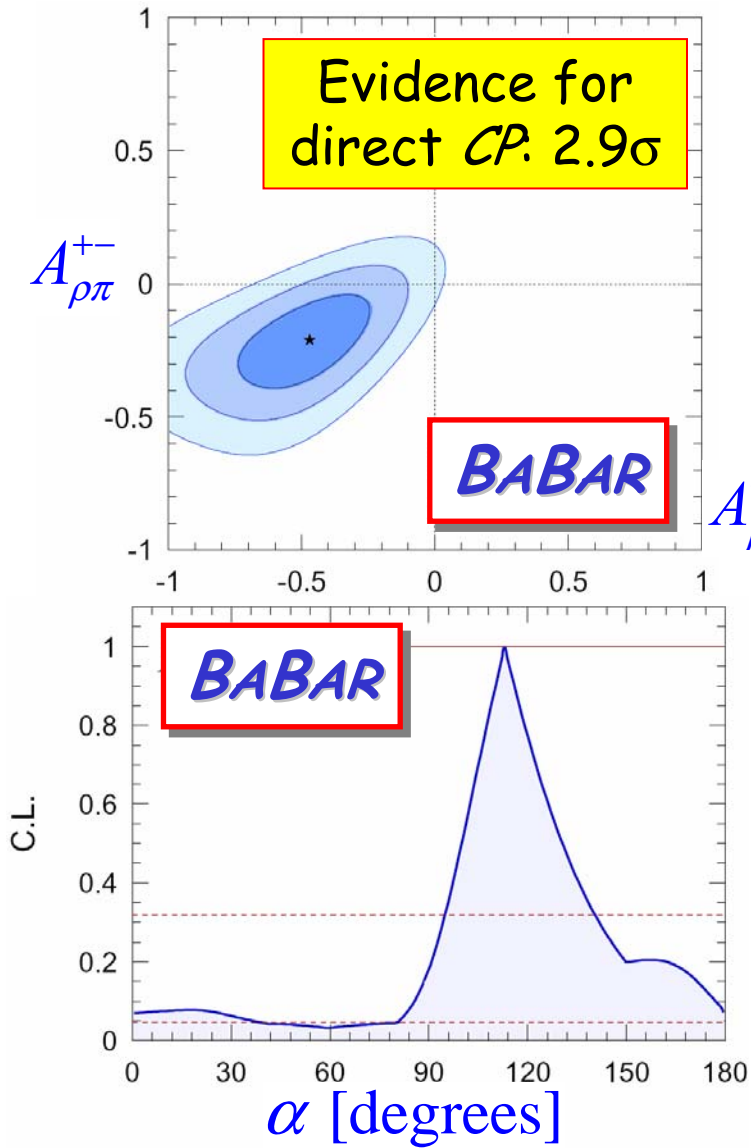 1
Evidence for
direct CP: 2.9σ
0.5
A_{ρπ}^{+−}
0
-0.5
BABAR
-1
-1 -0.5 0 0.5 1
BABAR
1
0.8
0.6
C.L.
0.4
0.2
0
0 30 60 90 120 150 180
α [degrees]